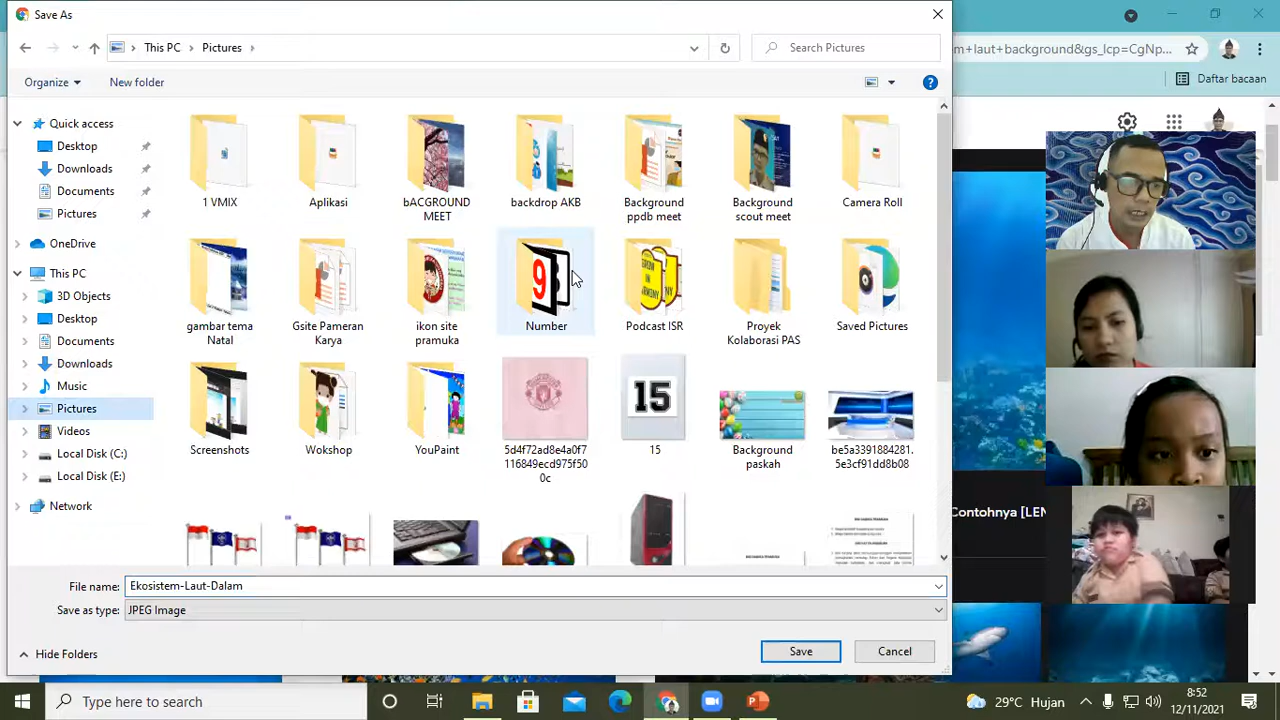 Save As
This PC
Pictures
Search Pictures
m+laut+background&gs_lcp=CgNp...
Organize
New folder
Daftar bacaan
Quick access
Desktop
Downloads
Documents
Pictures
OneDrive
This PC
3D Objects
Desktop
Documents
Downloads
Music
Pictures
Videos
Local Disk (C:)
Local Disk (E:)
Network
1 VMIX
Aplikasi
bACGROUND
MEET
backdrop AKB
Background
ppdb meet
Background
scout meet
Camera Roll
gambar tema
Natal
Gsite Pameran
Karya
ikon site
pramuka
9
Number
Podcast ISR
Proyek
Kolaborasi PAS
Saved Pictures
Screenshots
Wokshop
YouPaint
5d4f72ad8e4a0f7
116849ecd975f50
0c
15
15
Background
paskah
be5a3391884281.
5e3cf91dd8b08
Contohnya [LEN
File name:
Ekosistem-Laut-Dalam
Save as type:
JPEG Image
Hide Folders
Save
Cancel
Type here to search
29°C Hujan
8:52
12/11/2021